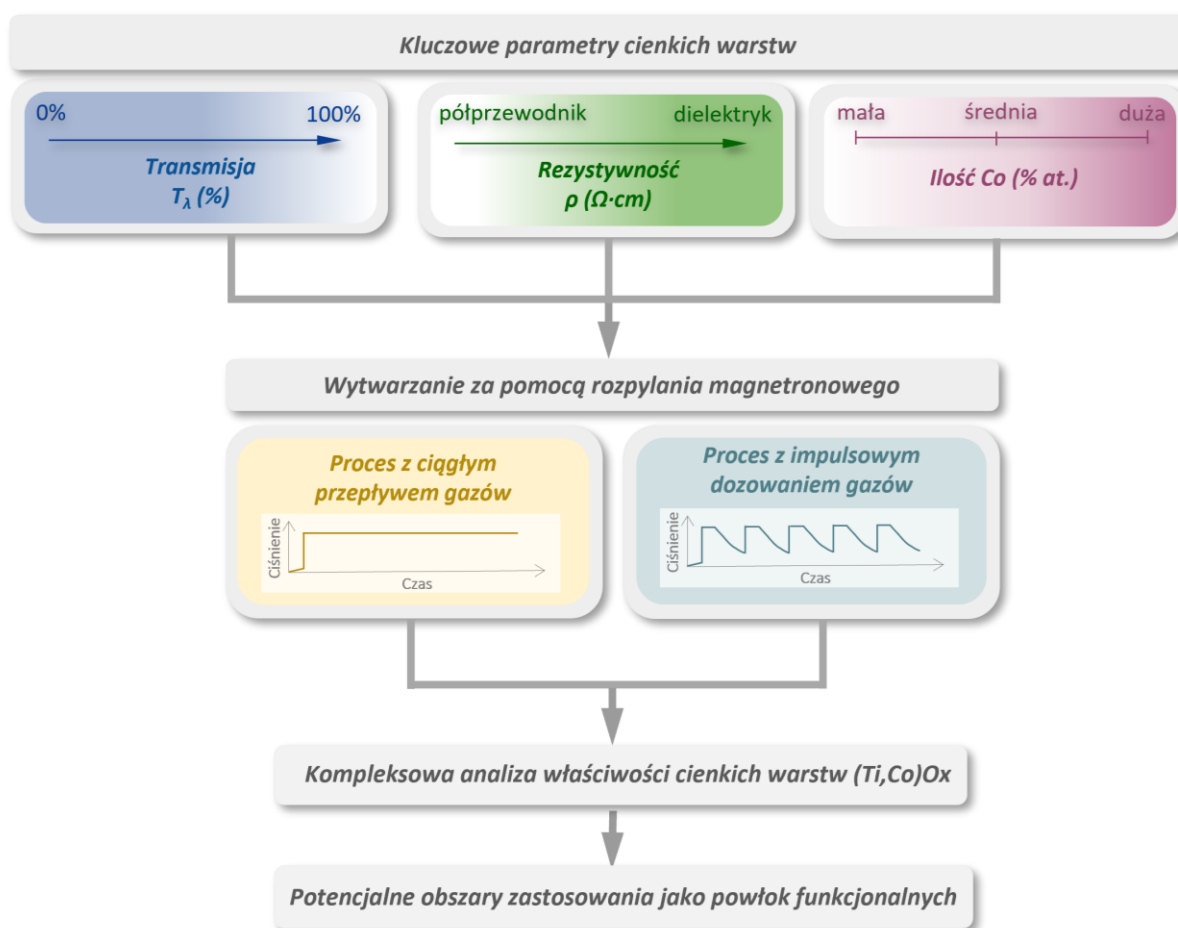 Kluczowe parametry cienkich warstw
0% 100%
Transmisja
Tλ (%)
półprzewodnik dielektryk
Rezystywność
ρ (Ω·cm)
mała średnia duża
Ilość Co (% at.)
Wytwarzanie za pomocą rozpylania magnetronowego
Proces z ciągłym
przepływem gazów
Ciśnienie
Czas
Proces z impulsowym
dozowaniem gazów
Ciśnienie
Czas
Kompleksowa analiza właściwości cienkich warstw (Ti,Co)Ox
Potencjalne obszary zastosowania jako powłok funkcjonalnych